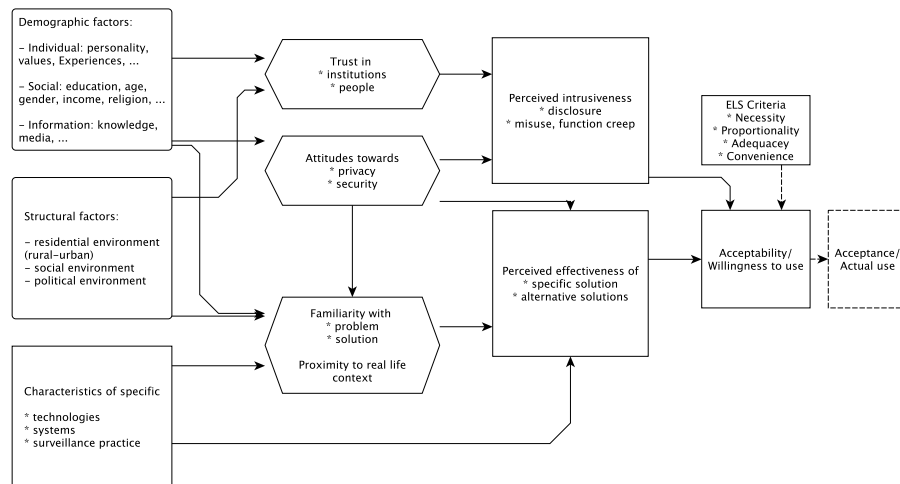 Demographic factors:
– Individual: personality,
values, Experiences, ...
– Social: education, age,
gender, income, religion, ...
– Information: knowledge,
media, ...
Structural factors:
– residential environment
(rural–urban)
– social environment
– political environment
Characteristics of specific
* technologies
* systems
* surveillance practice
Trust in
* institutions
* people
Attitudes towards
* privacy
* security
Familiarity with
* problem
* solution
Proximity to real life
context
Perceived intrusiveness
* disclosure
* misuse, function creep
Perceived effectiveness of
* specific solution
* alternative solutions
ELS Criteria
* Necessity
* Proportionality
* Adequacey
* Convenience
Acceptability/
Willingness to use
Acceptance/
Actual use